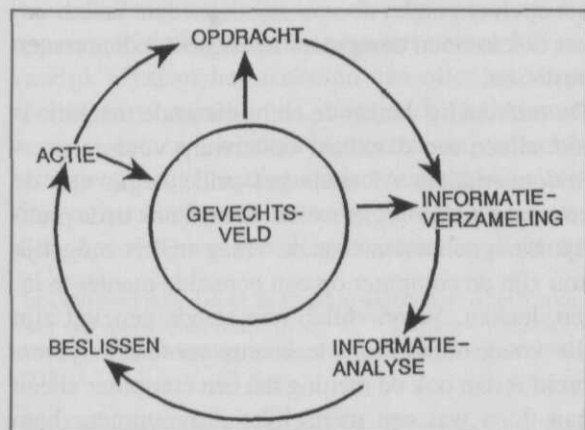 OPDRACHT
ACTIE
GEVECHTS-
VELD
INFORMATIE-
VERZAMELING
BESLISSEN
INFORMATIE-
ANALYSE